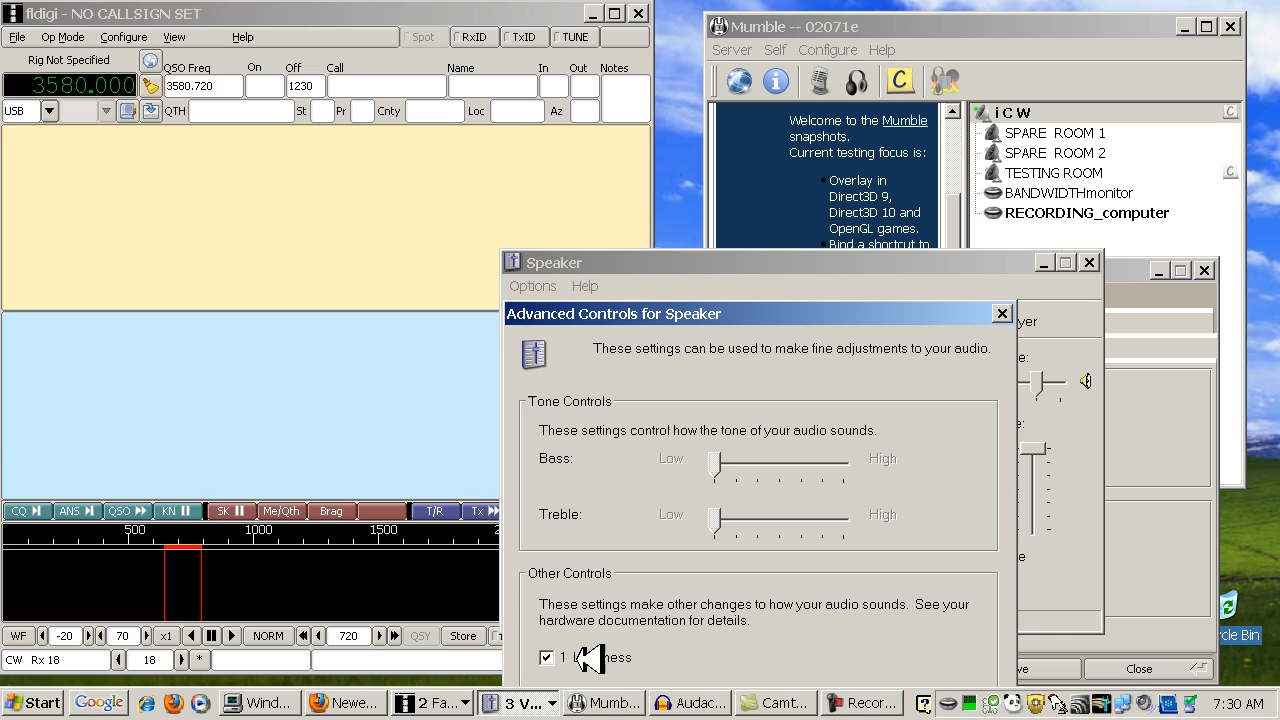 fldigi - NO CALLSIGN SET
File Op Mode Configure View Help Spot RxID TxID TUNE
Rig Not Specified QSO Freq On Off Call Name In Out Notes
3580.000 3580.720 1230
USB QTH St Pr Cnty Loc Az
CQ ANS QSO KN SK Me/Qth Brag T/R Tx
500 1000 1500
WF -20 70 x1 NORM 720 QSY Store
CW Rx 18 18 *
Mumble -- 02071e
Server Self Configure Help
C
Welcome to the Mumble
snapshots.
Current testing focus is:
Overlay in
Direct3D 9,
Direct3D 10 and
OpenGL games.
Bind a shortcut to
i C W C
SPARE ROOM 1
SPARE ROOM 2
TESTING ROOM C
BANDWIDTHmonitor
RECORDING_computer
Speaker
Options Help
Advanced Controls for Speaker
These settings can be used to make fine adjustments to your audio.
Tone Controls
These settings control how the tone of your audio sounds.
Bass: Low High
Treble: Low High
Other Controls
These settings make other changes to how your audio sounds. See your
hardware documentation for details.
1
Close
Start Google Wind... Newe... 2 Fa... 3 V... Mumb... Audac... Camt... Recor... 7:30 AM